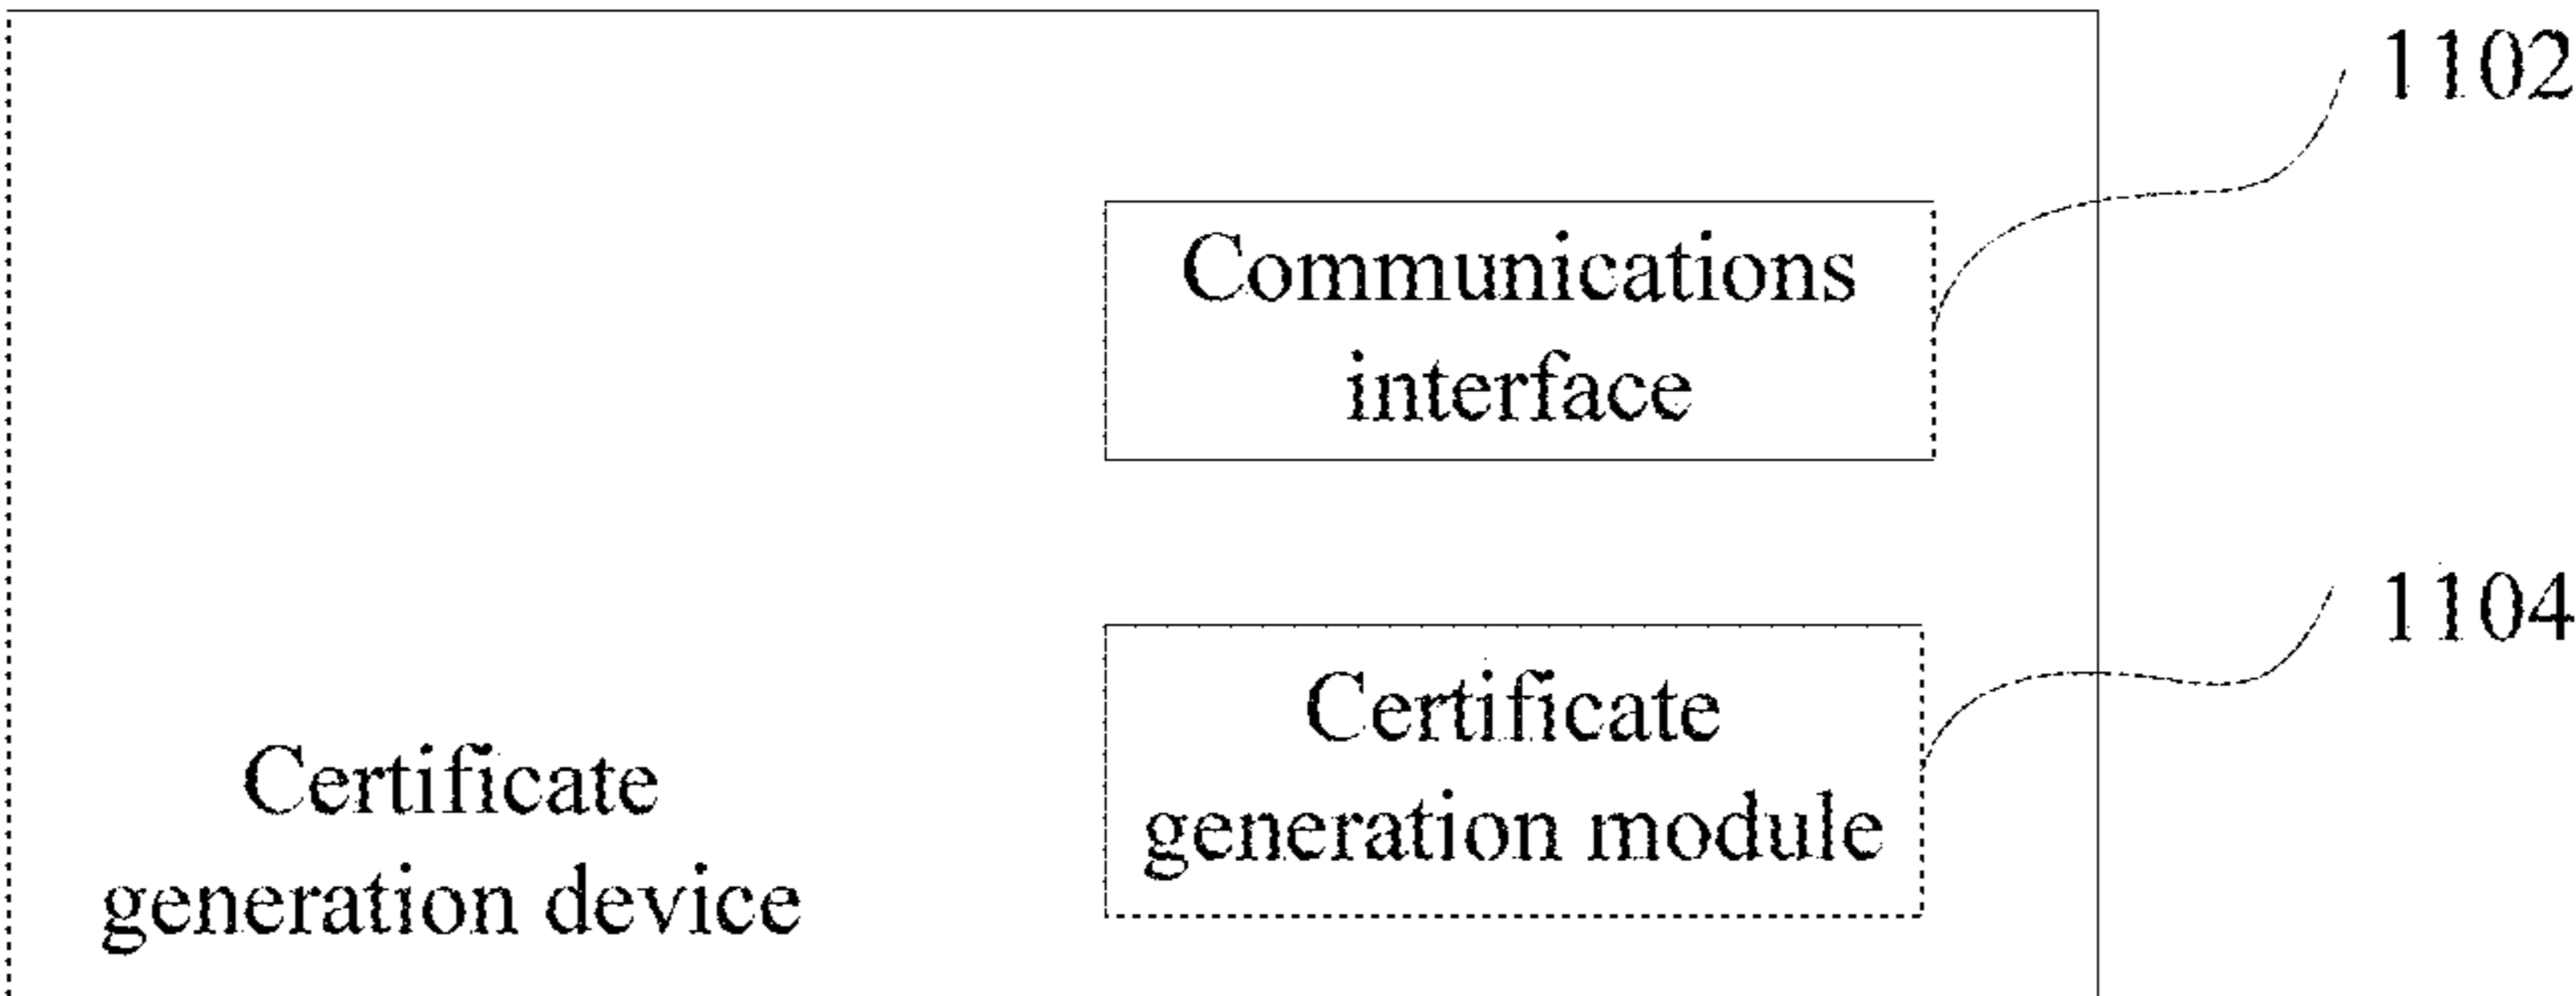 1102
Communications
interface
1104
Certificate
generation module
Certificate
generation device